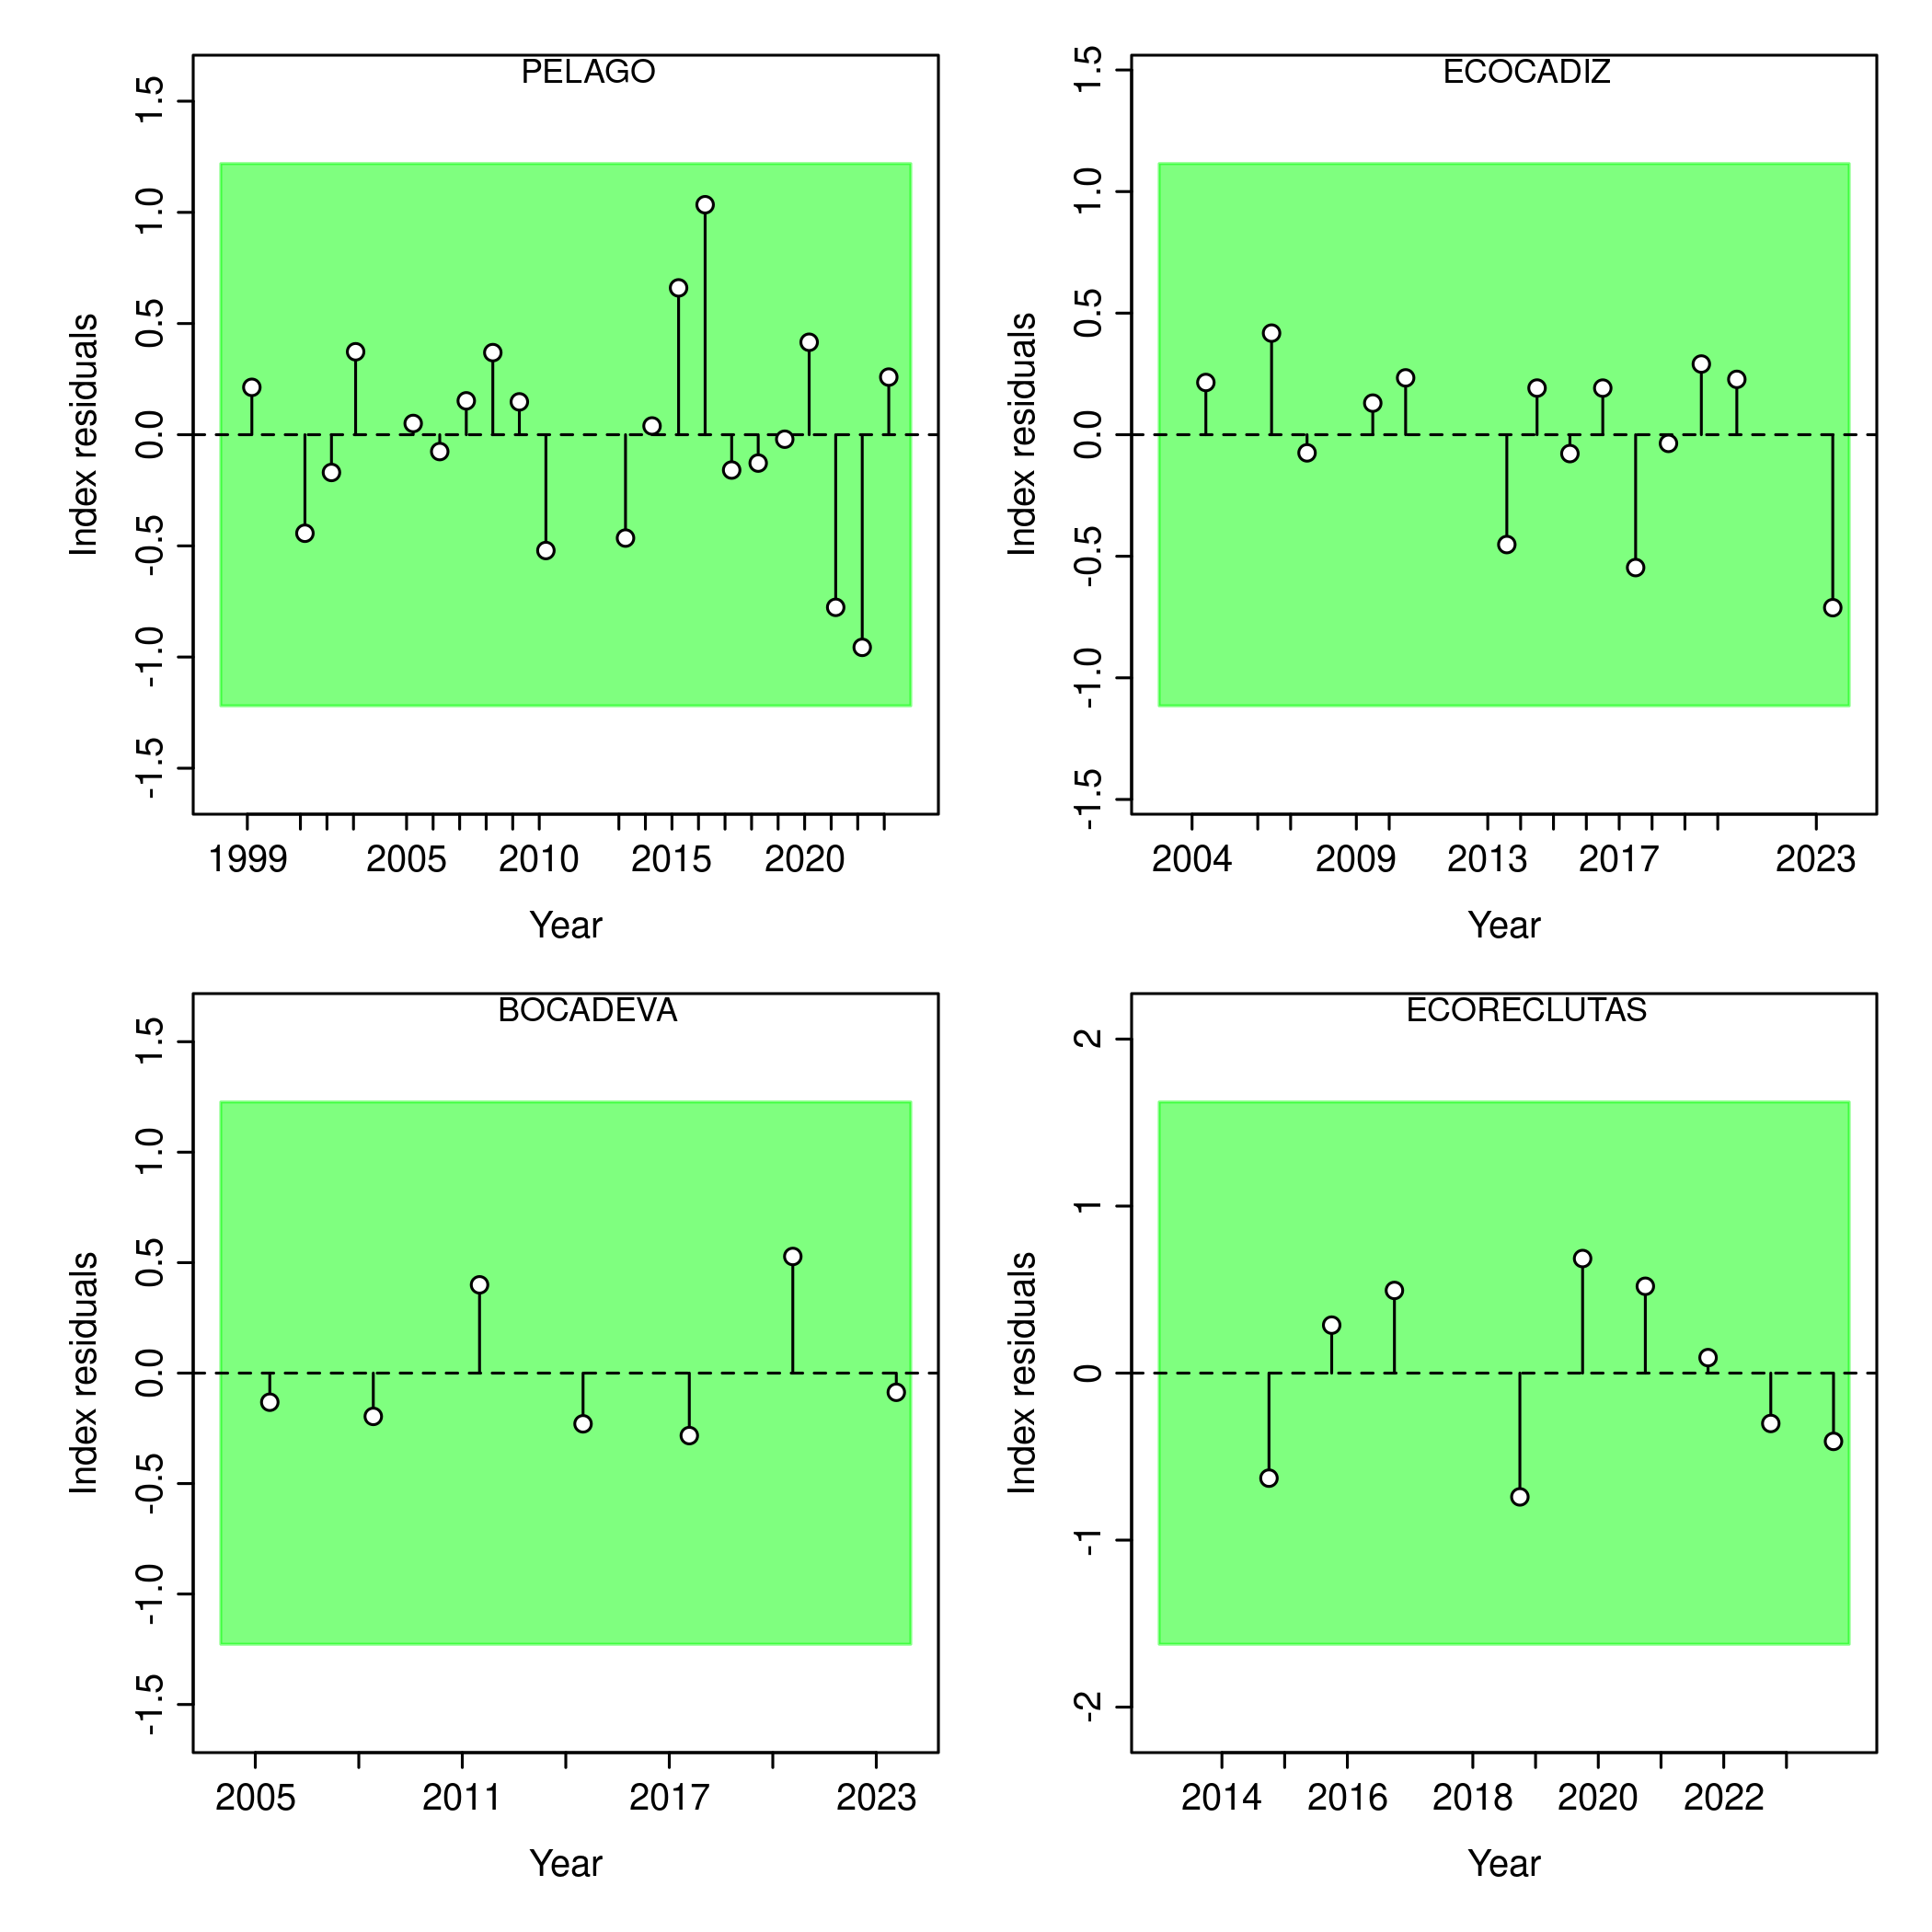 PELAGO
1.5
1.0
0.5
0.0
-0.5
-1.0
-1.5
Index residuals
1999 2005 2010 2015 2020
Year
ECOCADIZ
1.5
1.0
0.5
0.0
-0.5
-1.0
-1.5
Index residuals
2004 2009 2013 2017 2023
Year
BOCADEVA
1.5
1.0
0.5
0.0
-0.5
-1.0
-1.5
Index residuals
2005 2011 2017 2023
Year
ECORECLUTAS
2
1
0
-1
-2
Index residuals
2014 2016 2018 2020 2022
Year